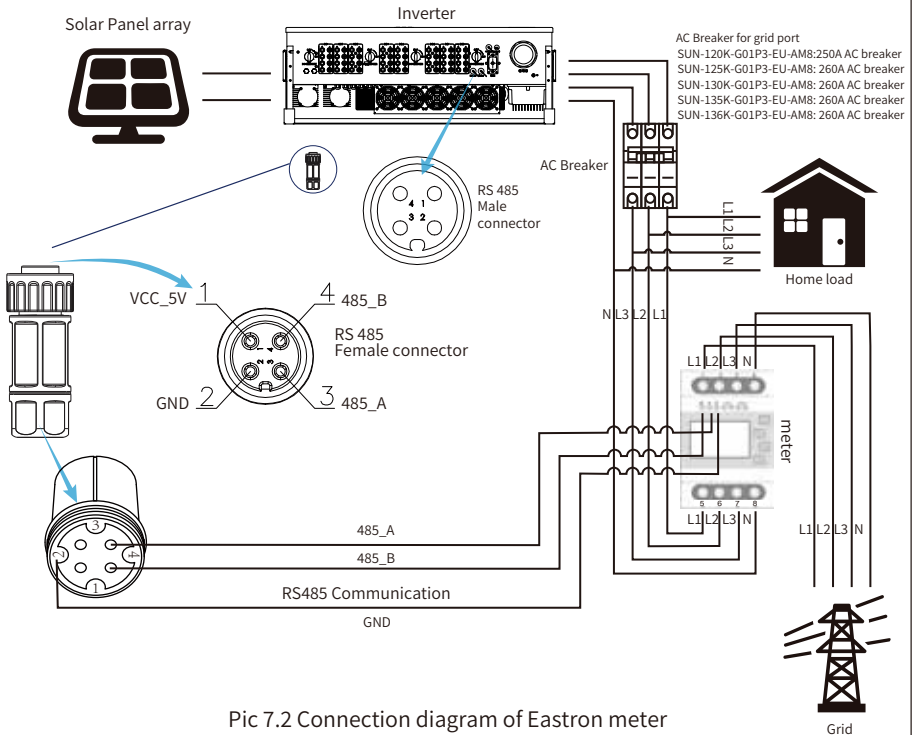 Solar Panel array
Inverter
AC Breaker for grid port
SUN-120K-G01P3-EU-AM8:250A AC breaker
SUN-125K-G01P3-EU-AM8: 260A AC breaker
SUN-130K-G01P3-EU-AM8: 260A AC breaker
SUN-135K-G01P3-EU-AM8: 260A AC breaker
SUN-136K-G01P3-EU-AM8: 260A AC breaker
AC Breaker
RS 485
Male
connector
4 1
3 2
L1
L2
L3
N
Home load
VCC_5V 1
4 485_B
RS 485
Female connector
1 4
2 3
GND 2
3 485_A
N L3 L2 L1
L1 L2 L3 N
meter
5 6 7 8
L1 L2 L3 N
L1 L2 L3 N
3
2 4
1
485_A
485_B
RS485 Communication
GND
Grid
Pic 7.2 Connection diagram of Eastron meter